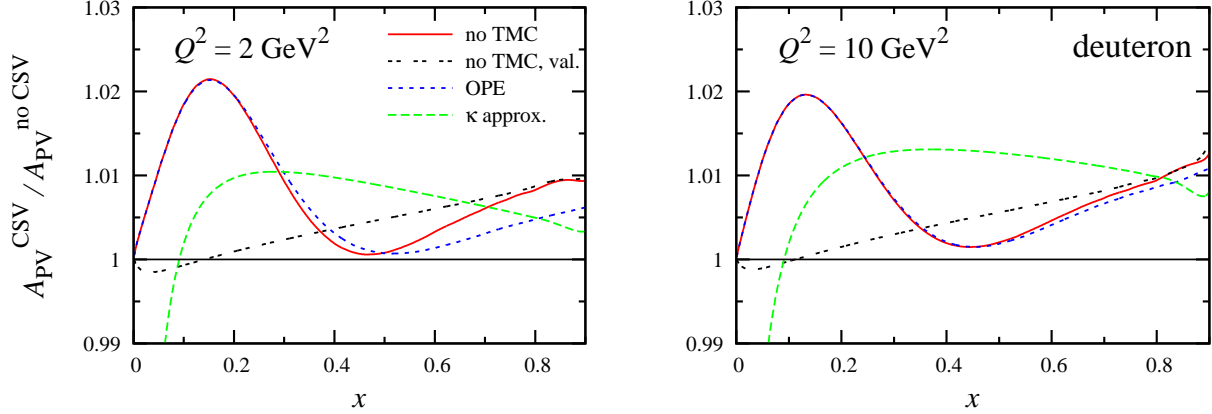 A_PV^CSV / A_PV^no CSV
1.03
1.02
1.01
1
0.99
Q² = 2 GeV²
no TMC
no TMC, val.
OPE
κ approx.
0
0.2
0.4
0.6
0.8
x
1.03
1.02
1.01
1
0.99
Q² = 10 GeV²
deuteron
0
0.2
0.4
0.6
0.8
x